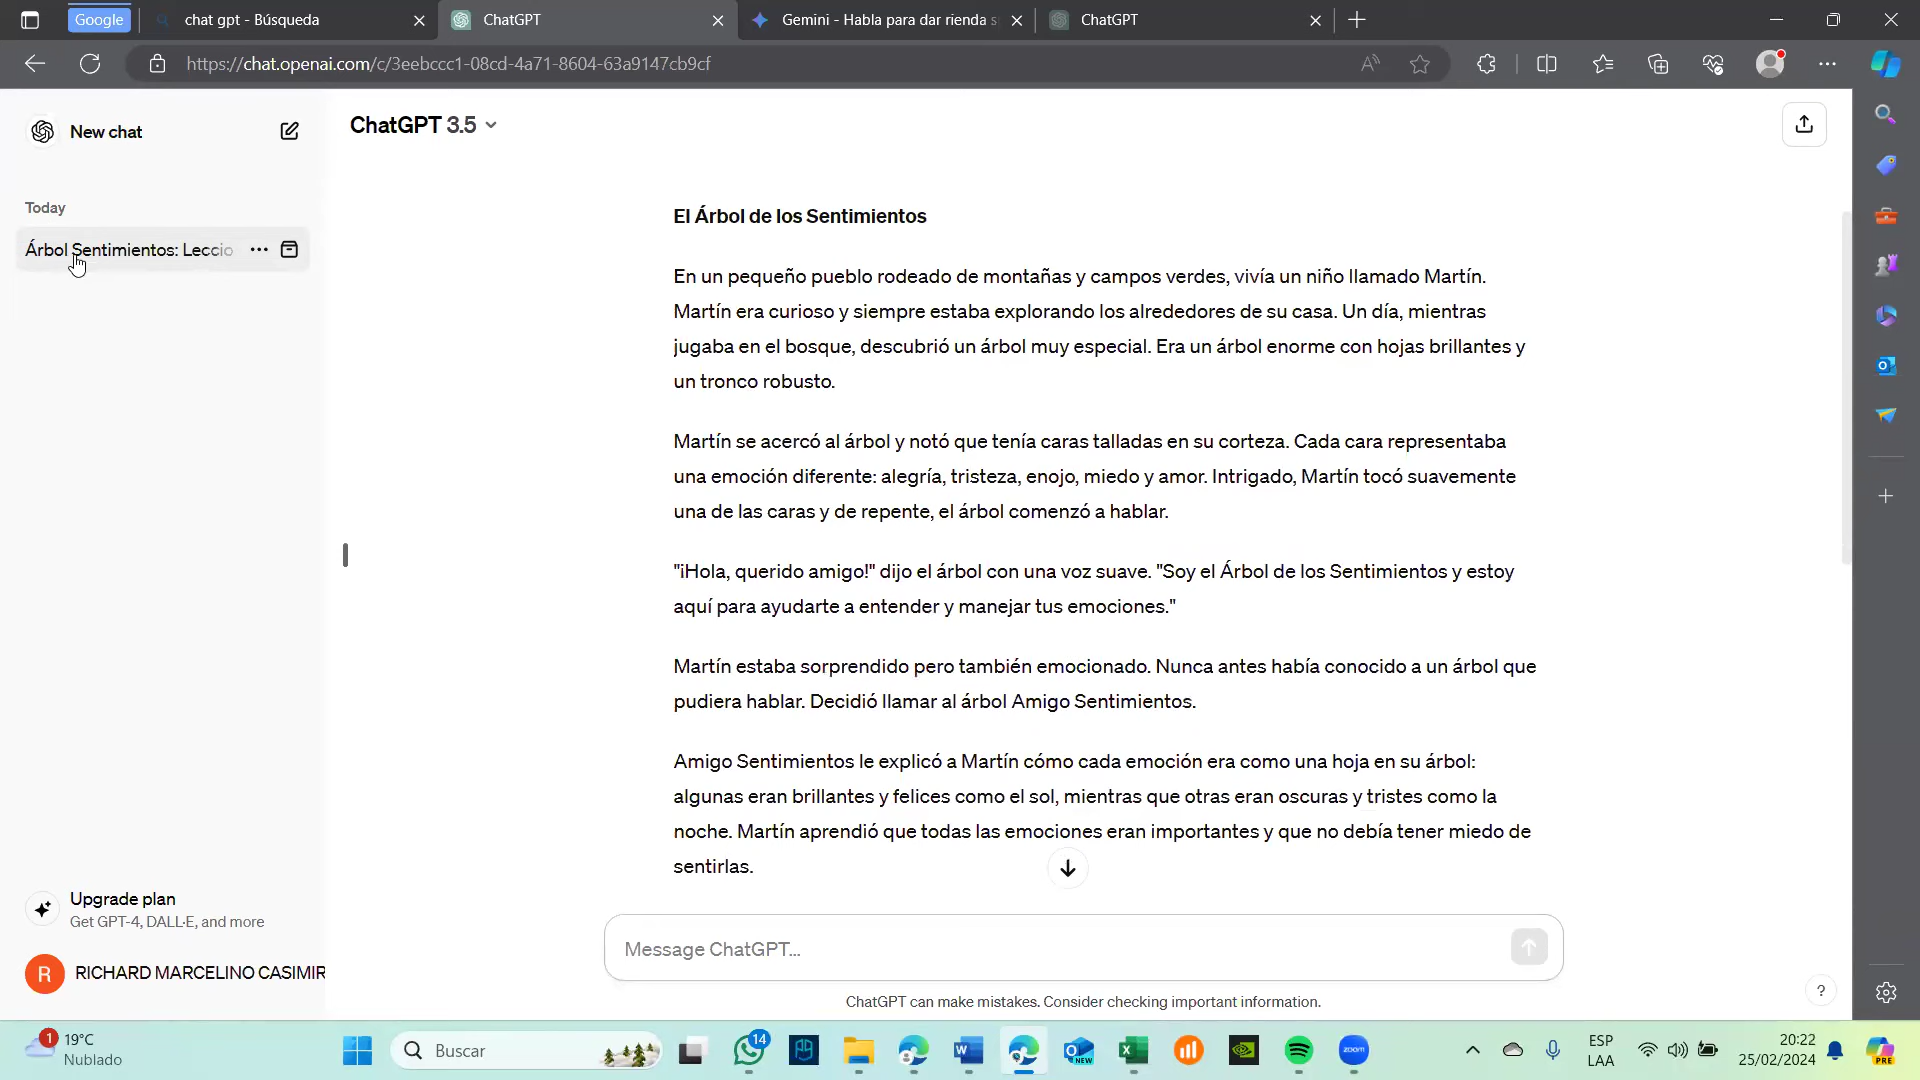 Google
chat gpt - Búsqueda
ChatGPT
Gemini - Habla para dar rienda s
ChatGPT
https://chat.openai.com/c/3eebccc1-08cd-4a71-8604-63a9147cb9cf
New chat
ChatGPT 3.5
Today
Árbol Sentimientos: Leccio
El Árbol de los Sentimientos
En un pequeño pueblo rodeado de montañas y campos verdes, vivía un niño llamado Martín.
Martín era curioso y siempre estaba explorando los alrededores de su casa. Un día, mientras
jugaba en el bosque, descubrió un árbol muy especial. Era un árbol enorme con hojas brillantes y
un tronco robusto.
Martín se acercó al árbol y notó que tenía caras talladas en su corteza. Cada cara representaba
una emoción diferente: alegría, tristeza, enojo, miedo y amor. Intrigado, Martín tocó suavemente
una de las caras y de repente, el árbol comenzó a hablar.
"¡Hola, querido amigo!" dijo el árbol con una voz suave. "Soy el Árbol de los Sentimientos y estoy
aquí para ayudarte a entender y manejar tus emociones."
Martín estaba sorprendido pero también emocionado. Nunca antes había conocido a un árbol que
pudiera hablar. Decidió llamar al árbol Amigo Sentimientos.
Amigo Sentimientos le explicó a Martín cómo cada emoción era como una hoja en su árbol:
algunas eran brillantes y felices como el sol, mientras que otras eran oscuras y tristes como la
noche. Martín aprendió que todas las emociones eran importantes y que no debía tener miedo de
sentirlas.
Upgrade plan
Get GPT-4, DALL·E, and more
R
RICHARD MARCELINO CASIMIR
Message ChatGPT...
ChatGPT can make mistakes. Consider checking important information.
?
1
19°C
Nublado
Buscar
14
W
NEW
zoom
ESP
LAA
20:22
25/02/2024
PRE